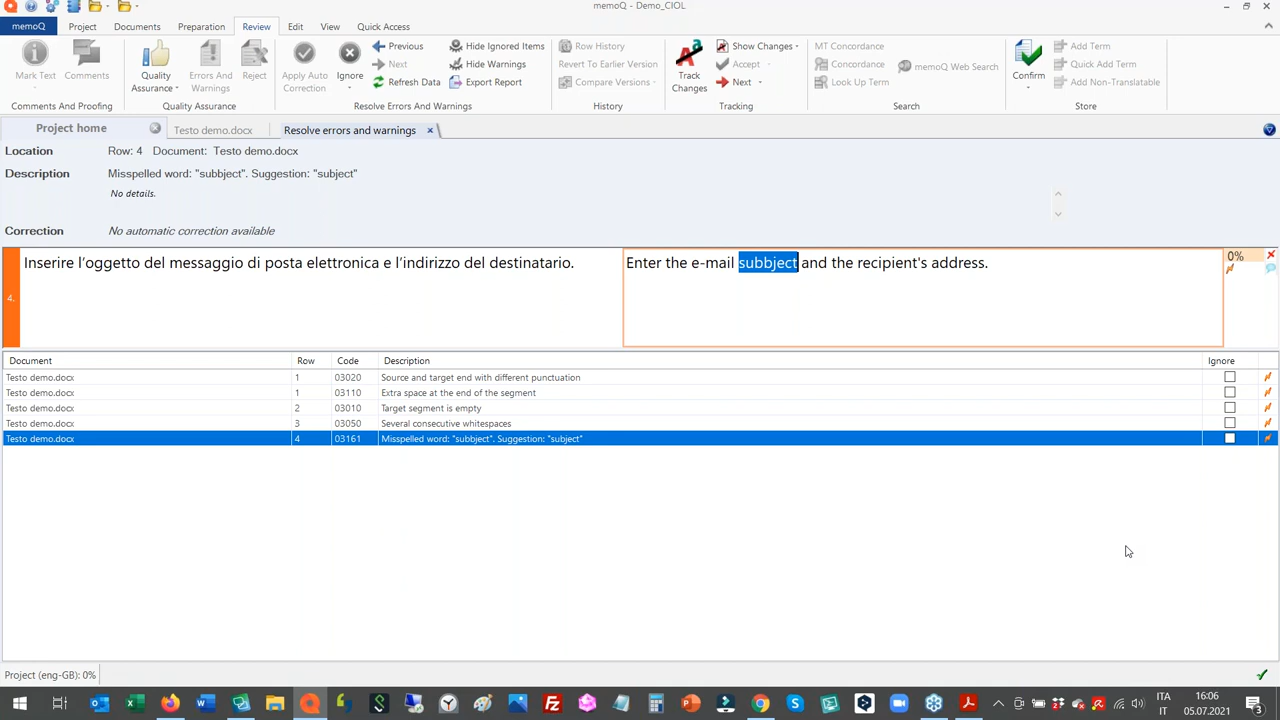 memoQ - Demo_CIOL
memoQ Project Documents Preparation Review Edit View Quick Access
Mark Text Comments
Comments And Proofing
Quality Assurance Errors And Warnings Reject
Quality Assurance
Apply Auto Correction Ignore Previous Next Refresh Data Hide Ignored Items Hide Warnings Export Report
Resolve Errors And Warnings
Row History Revert To Earlier Version Compare Versions
History
Track Changes Show Changes Accept Next
Tracking
MT Concordance Concordance Look Up Term memoQ Web Search
Search
Confirm Add Term Quick Add Term Add Non-Translatable
Store
Project home Testo demo.docx Resolve errors and warnings
Location Row: 4 Document: Testo demo.docx
Description Misspelled word: "subbject". Suggestion: "subject"
No details.
Correction No automatic correction available
4. Inserire l'oggetto del messaggio di posta elettronica e l'indirizzo del destinatario. Enter the e-mail subbject and the recipient's address. 0%
Document Row Code Description Ignore
Testo demo.docx 1 03020 Source and target end with different punctuation
Testo demo.docx 1 03110 Extra space at the end of the segment
Testo demo.docx 2 03010 Target segment is empty
Testo demo.docx 3 03050 Several consecutive whitespaces
Testo demo.docx 4 03161 Misspelled word: "subbject". Suggestion: "subject"
Project (eng-GB): 0%
ITA 16:06
IT 05.07.2021